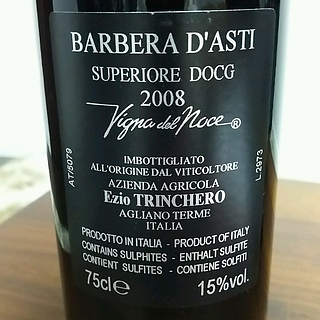 BARBERA D'ASTI
SUPERIORE DOCG
2008
Vigna del Noce®
IMBOTTIGLIATO
ALL'ORIGINE DAL VITICOLTORE
AZIENDA AGRICOLA
Ezio TRINCHERO
AGLIANO TERME
ITALIA
PRODOTTO IN ITALIA - PRODUCT OF ITALY
CONTAINS SULPHITES - ENTHALT SULFITE
CONTIENT SULFITES - CONTIENE SOLFITI
75cl℮ 15%vol.
AT/5079
L.2973